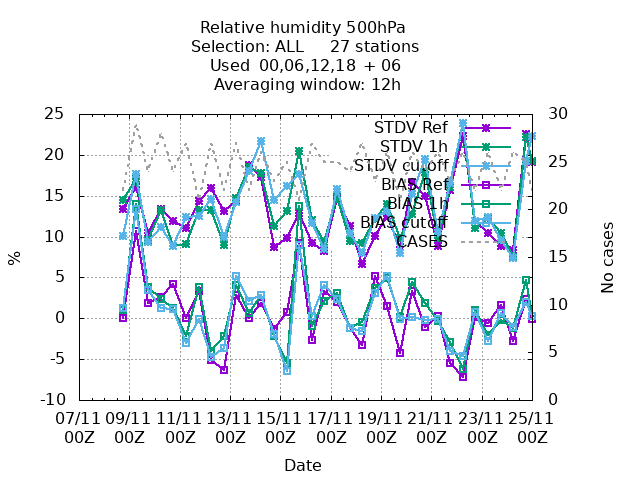 Relative humidity 500hPa
Selection: ALL 27 stations
Used 00,06,12,18 + 06
Averaging window: 12h
25
20
15
10
5
0
-5
-10
%
30
25
20
15
10
5
0
No cases
STDV Ref
STDV 1h
STDV cutoff
BIAS Ref
BIAS 1h
BIAS cutoff
CASES
07/11 09/11 11/11 13/11 15/11 17/11 19/11 21/11 23/11 25/11
00Z 00Z 00Z 00Z 00Z 00Z 00Z 00Z 00Z 00Z
Date